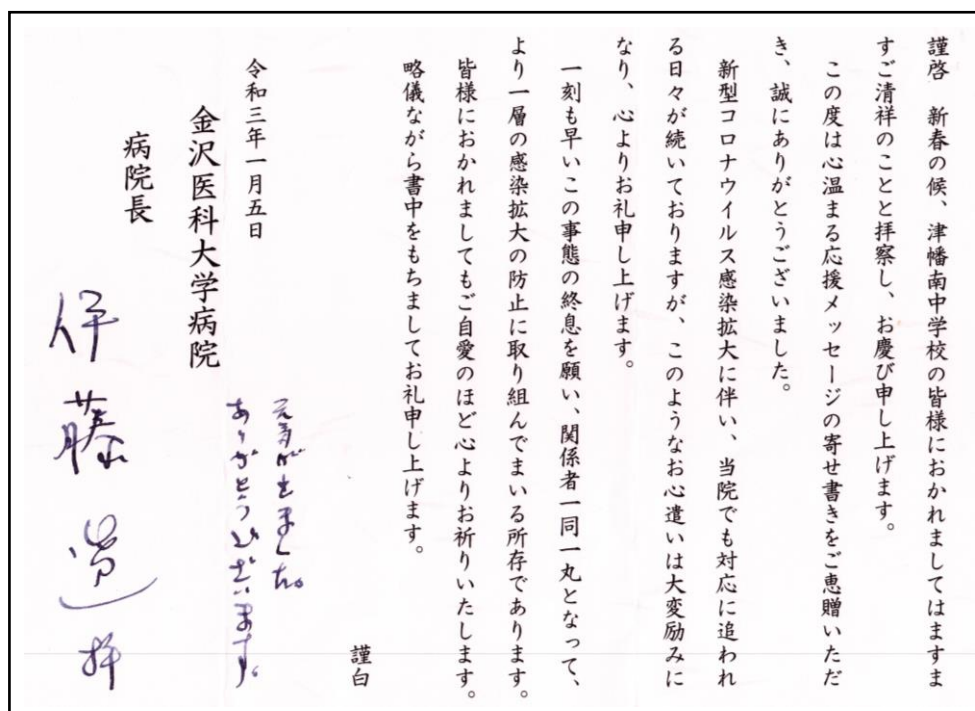 謹啓　新春の候、津幡南中学校の皆様におかれましてはますま
すご清祥のことと拝察し、お慶び申し上げます。
この度は心温まる応援メッセージの寄せ書きをご恵贈いただ
き、誠にありがとうございました。
新型コロナウイルス感染拡大に伴い、当院でも対応に追われ
る日々が続いておりますが、このようなお心遣いは大変励みに
なり、心よりお礼申し上げます。
一刻も早いこの事態の終息を願い、関係者一同一丸となって、
より一層の感染拡大の防止に取り組んでまいる所存であります。
皆様におかれましてもご自愛のほど心よりお祈りいたします。
略儀ながら書中をもちましてお礼申し上げます。
謹白
令和三年一月五日
金沢医科大学病院
病院長
伊藤 透 拝
元気がでました。
ありがとうございます。